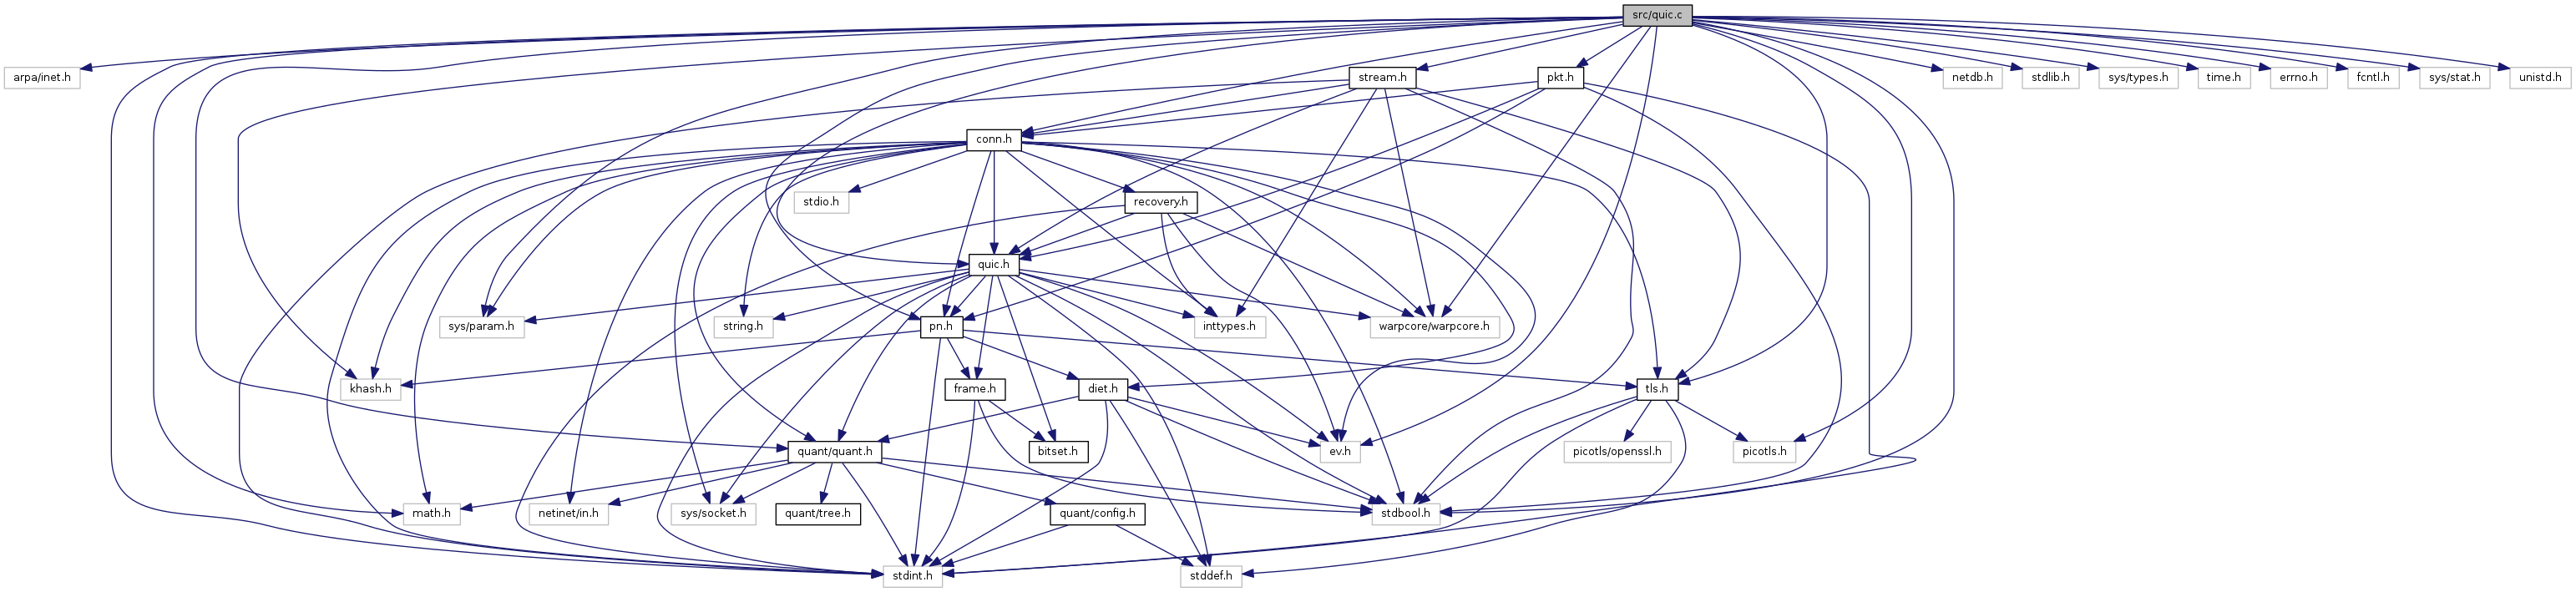 src/quic.c
arpa/inet.h
stream.h
pkt.h
netdb.h
stdlib.h
sys/types.h
time.h
errno.h
fcntl.h
sys/stat.h
unistd.h
conn.h
stdio.h
recovery.h
quic.h
sys/param.h
string.h
pn.h
inttypes.h
warpcore/warpcore.h
khash.h
frame.h
diet.h
tls.h
quant/quant.h
bitset.h
ev.h
picotls/openssl.h
picotls.h
math.h
netinet/in.h
sys/socket.h
quant/tree.h
quant/config.h
stdbool.h
stdint.h
stddef.h